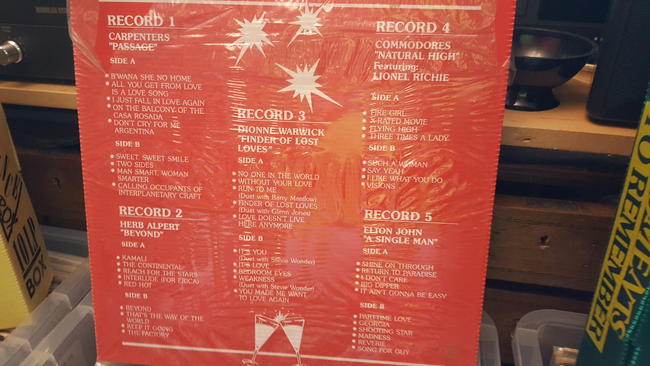 RECORD 1
CARPENTERS
"PASSAGE"
SIDE A
• B'WANA SHE NO HOME
• ALL YOU GET FROM LOVE
IS A LOVE SONG
• I JUST FALL IN LOVE AGAIN
• ON THE BALCONY OF THE
CASA ROSADA
• DON'T CRY FOR ME
ARGENTINA
SIDE B
• SWEET, SWEET SMILE
• TWO SIDES
• MAN SMART, WOMAN
SMARTER
• CALLING OCCUPANTS OF
INTERPLANETARY CRAFT
RECORD 2
HERB ALPERT
"BEYOND"
SIDE A
• KAMALI
• THE CONTINENTAL
• REACH FOR THE STARS
• INTERLUDE (FOR ERICA)
• RED HOT
SIDE B
• BEYOND
• THAT'S THE WAY OF THE
WORLD
• KEEP IT GOING
• THE FACTORY
RECORD 3
DIONNE WARWICK
"FINDER OF LOST
LOVES"
SIDE A
• NO ONE IN THE WORLD
• WITHOUT YOUR LOVE
• RUN TO ME
(Duet with Barry Manilow)
• FINDER OF LOST LOVES
(Duet with Glenn Jones)
• LOVE DOESN'T LIVE
HERE ANYMORE
SIDE B
• IT'S YOU
(Duet with Stevie Wonder)
• IT'S LOVE
• BEDROOM EYES
• WEAKNESS
(Duet with Stevie Wonder)
• YOU MADE ME WANT
TO LOVE AGAIN
RECORD 4
COMMODORES
"NATURAL HIGH"
Featuring:
LIONEL RICHIE
SIDE A
• FIRE GIRL
• X-RATED MOVIE
• FLYING HIGH
• THREE TIMES A LADY
SIDE B
• SUCH A WOMAN
• SAY YEAH
• I LIKE WHAT YOU DO
• VISIONS
RECORD 5
ELTON JOHN
"A SINGLE MAN"
SIDE A
• SHINE ON THROUGH
• RETURN TO PARADISE
• I DON'T CARE
• BIG DIPPER
• IT AIN'T GONNA BE EASY
SIDE B
• PART-TIME LOVE
• GEORGIA
• SHOOTING STAR
• MADNESS
• REVERIE
• SONG FOR GUY
BOX
TO REMEMBER